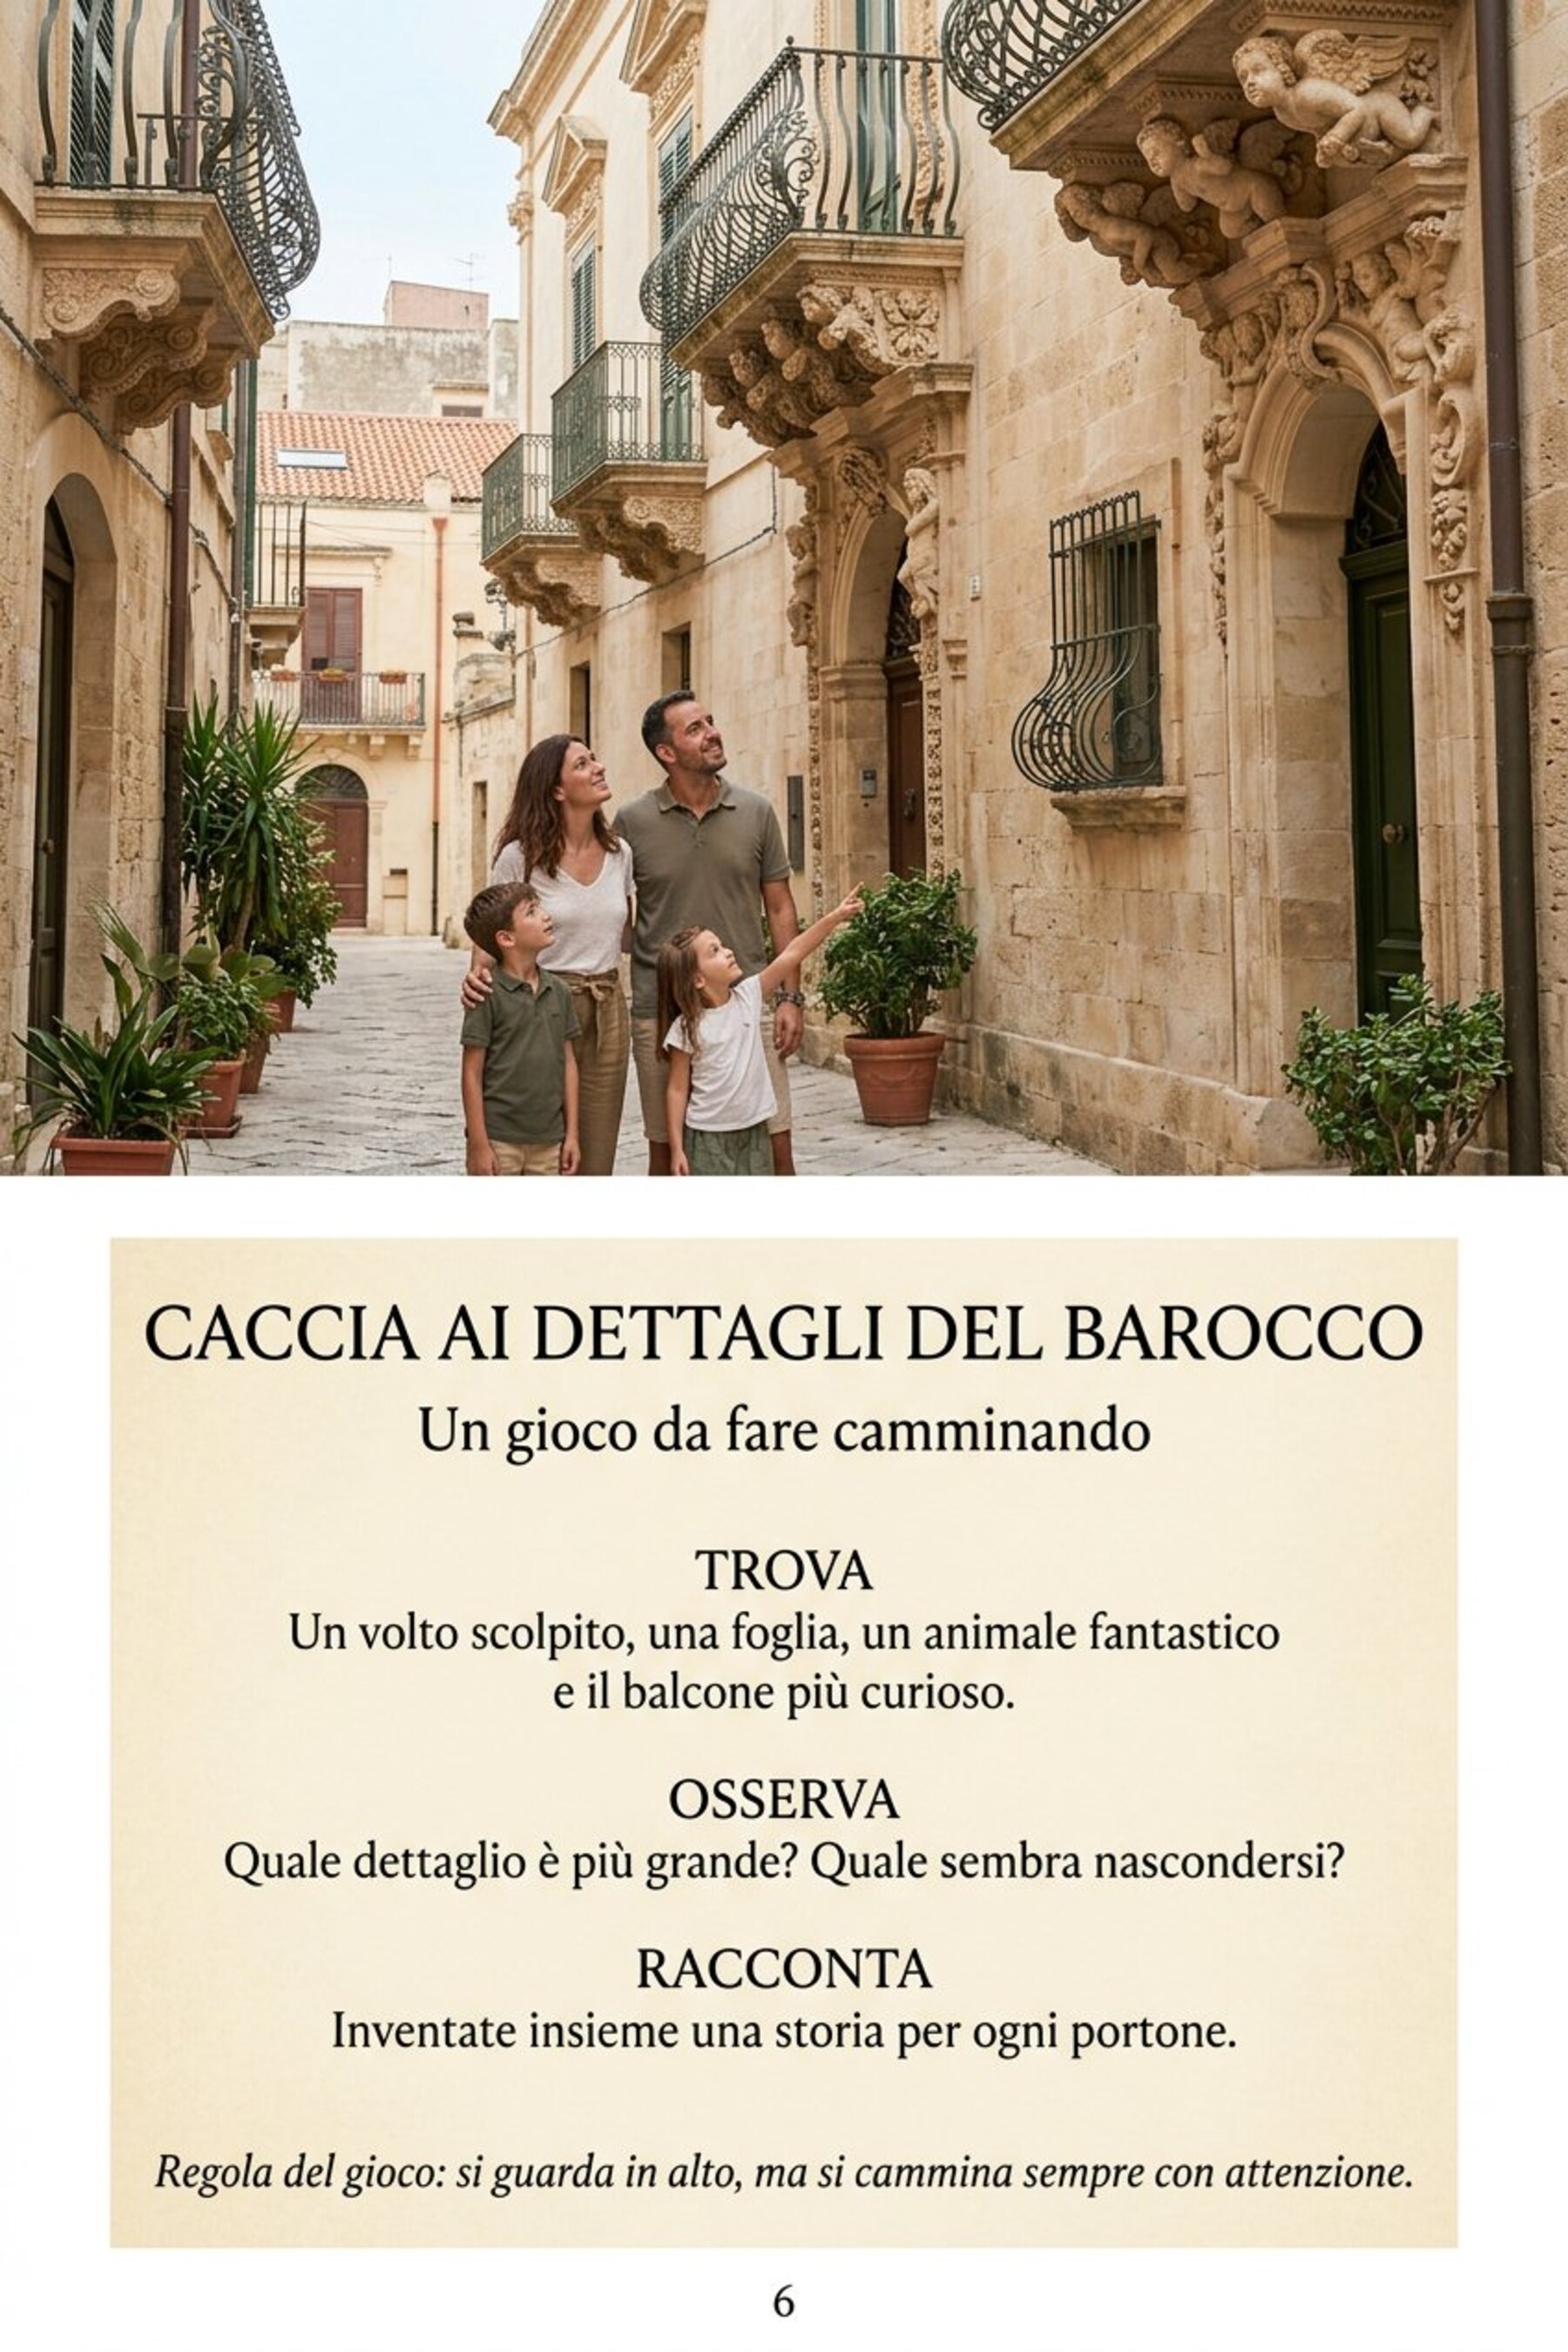 CACCIA AI DETTAGLI DEL BAROCCO
Un gioco da fare camminando
TROVA
Un volto scolpito, una foglia, un animale fantastico
e il balcone più curioso.
OSSERVA
Quale dettaglio è più grande? Quale sembra nascondersi?
RACCONTA
Inventate insieme una storia per ogni portone.
Regola del gioco: si guarda in alto, ma si cammina sempre con attenzione.
6